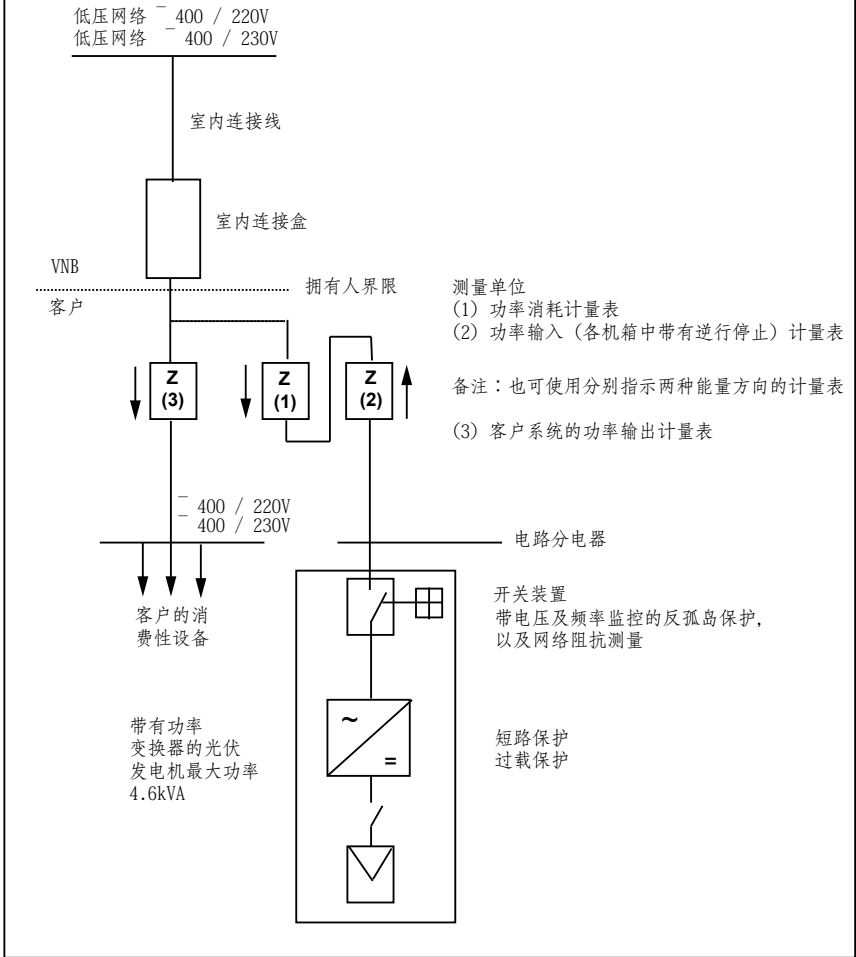 低压网络 ¯ 400 / 220V
低压网络 ¯ 400 / 230V
室内连接线
室内连接盒
VNB
拥有人界限
客户
测量单位
(1) 功率消耗计量表
(2) 功率输入（各机箱中带有逆行停止）计量表
备注：也可使用分别指示两种能量方向的计量表
(3) 客户系统的功率输出计量表
Z
(3)
Z
(1)
Z
(2)
¯ 400 / 220V
¯ 400 / 230V
电路分电器
客户的消
费性设备
开关装置
带电压及频率监控的反孤岛保护,
以及网络阻抗测量
带有功率
变换器的光伏
发电机最大功率
4.6kVA
~
=
短路保护
过载保护